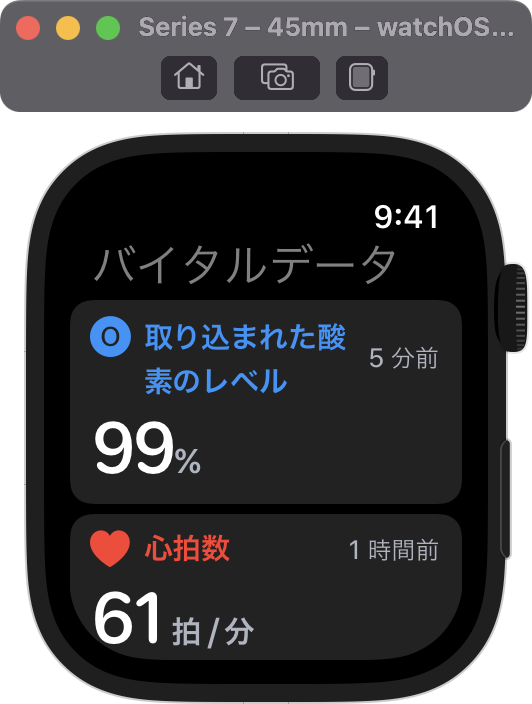 Series 7 – 45mm – watchOS...
9:41
バイタルデータ
O
取り込まれた酸
素のレベル
5 分前
99%
心拍数
1 時間前
61 拍 / 分